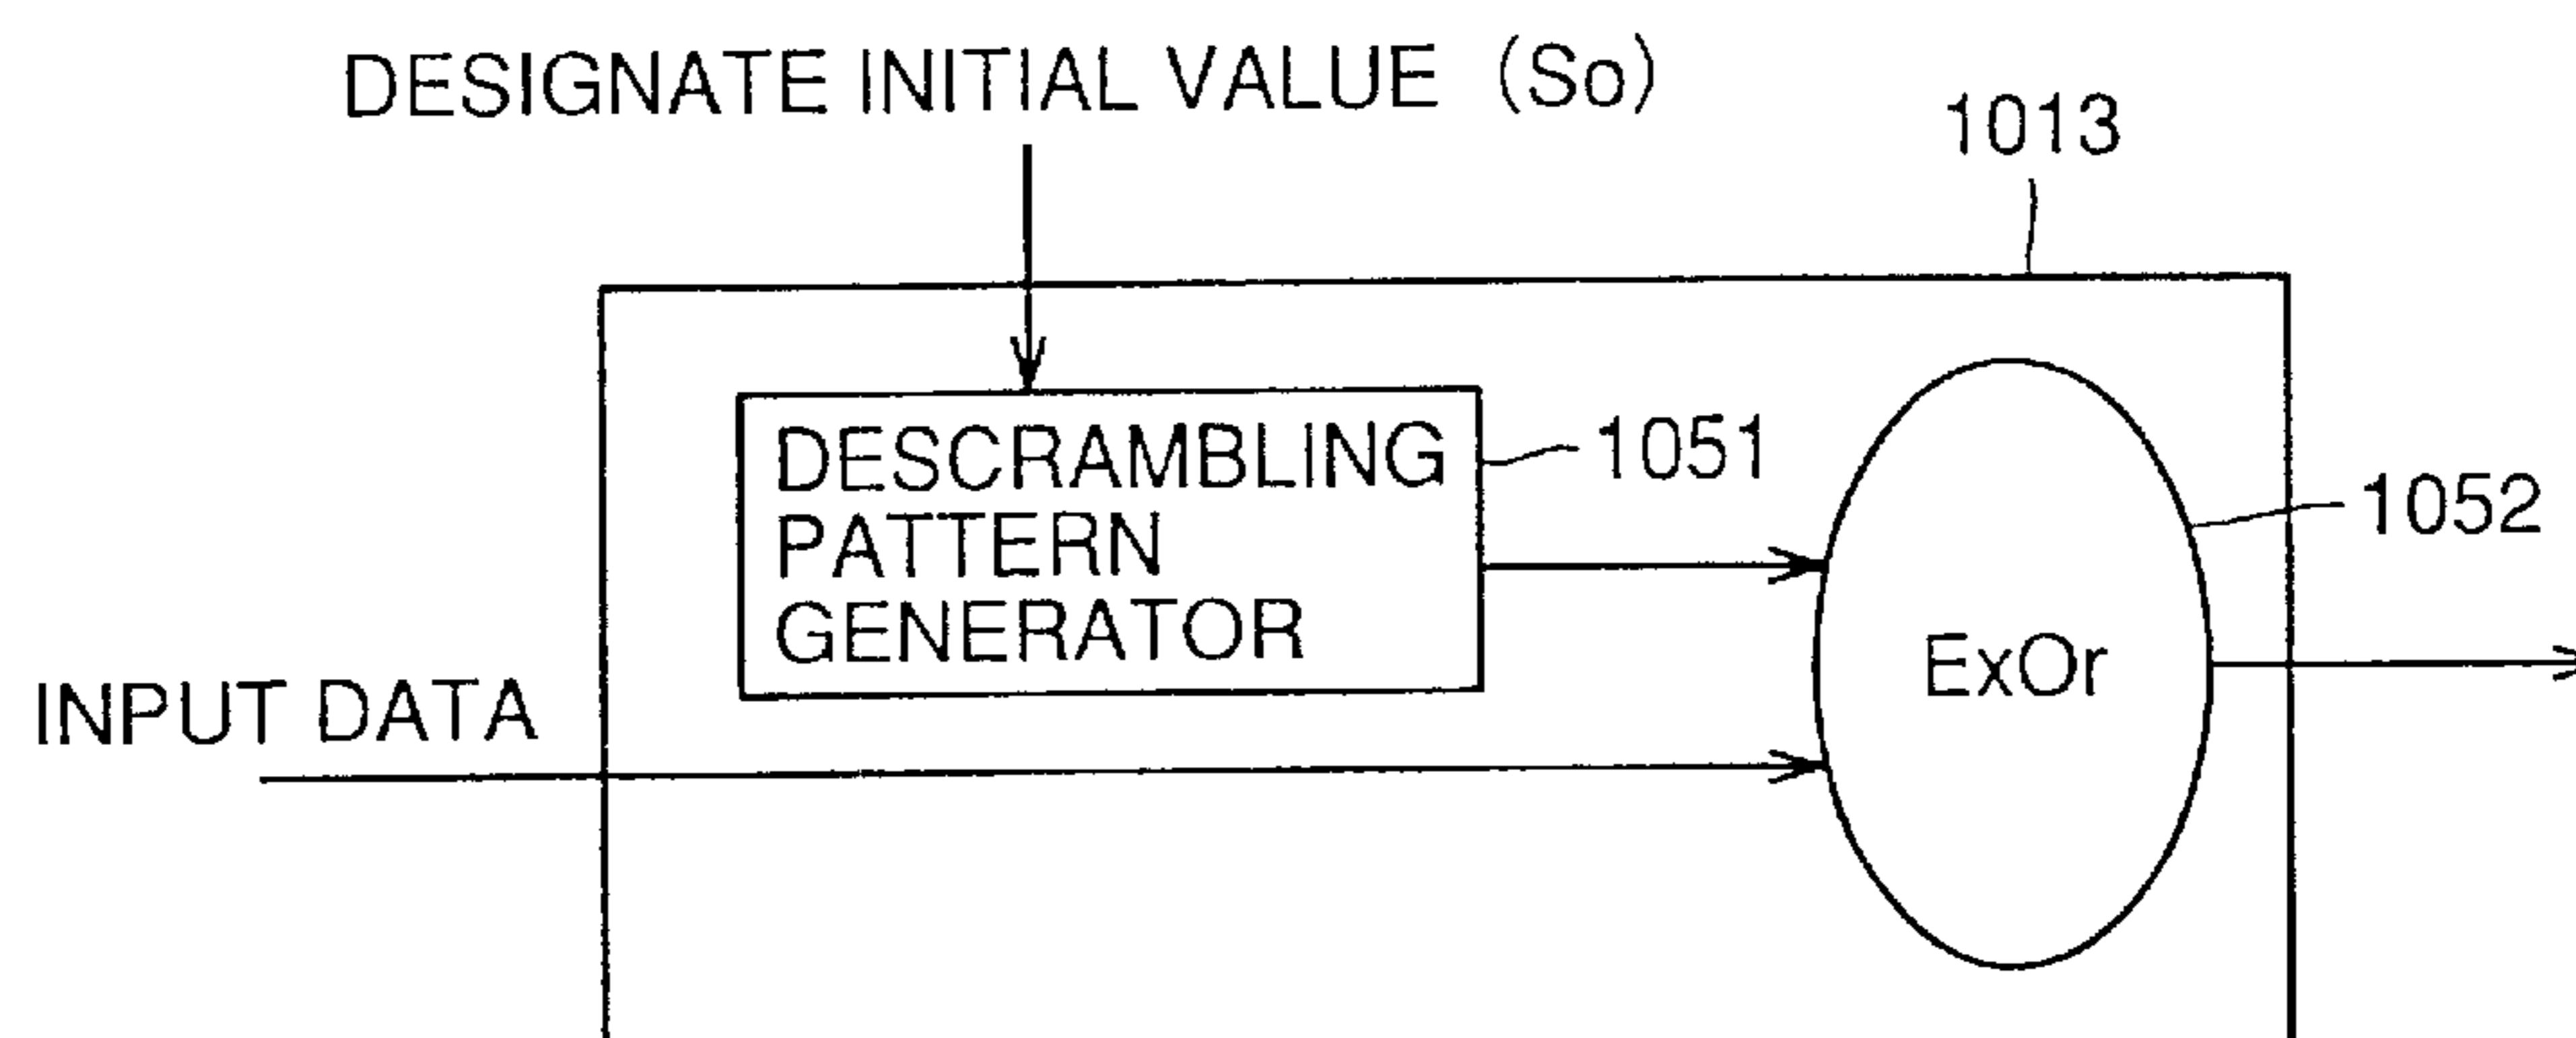 DESIGNATE INITIAL VALUE (So)
1013
DESCRAMBLING
PATTERN
GENERATOR
1051
1052
ExOr
INPUT DATA